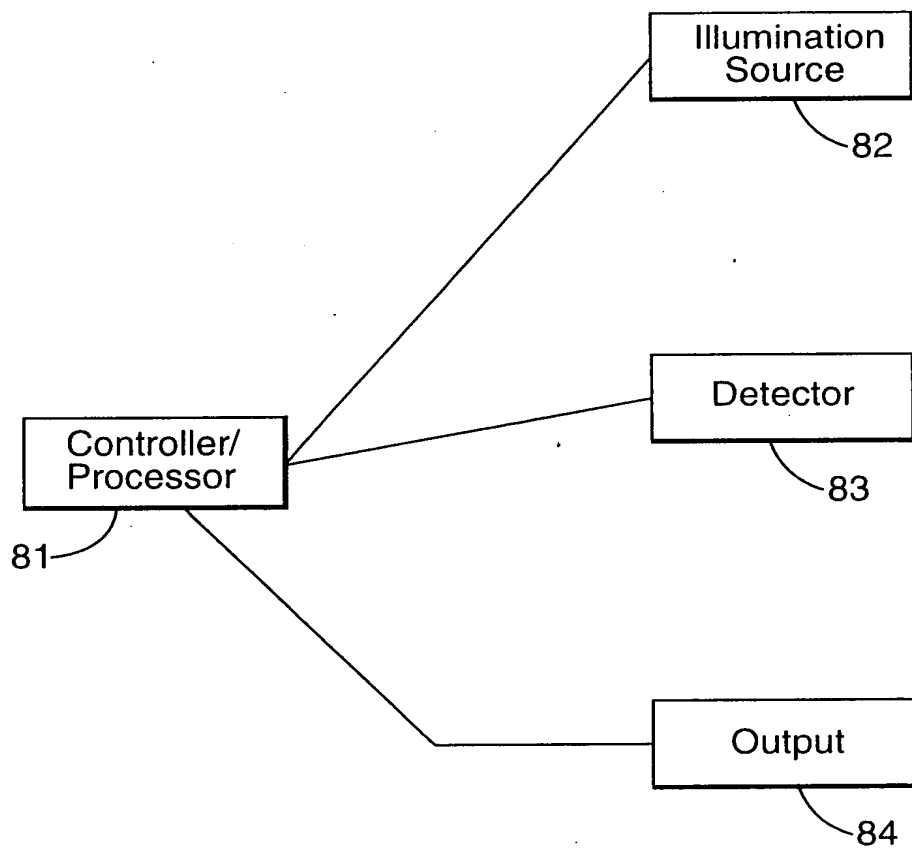 Illumination
Source
82
Detector
83
Controller/
Processor
81
Output
84